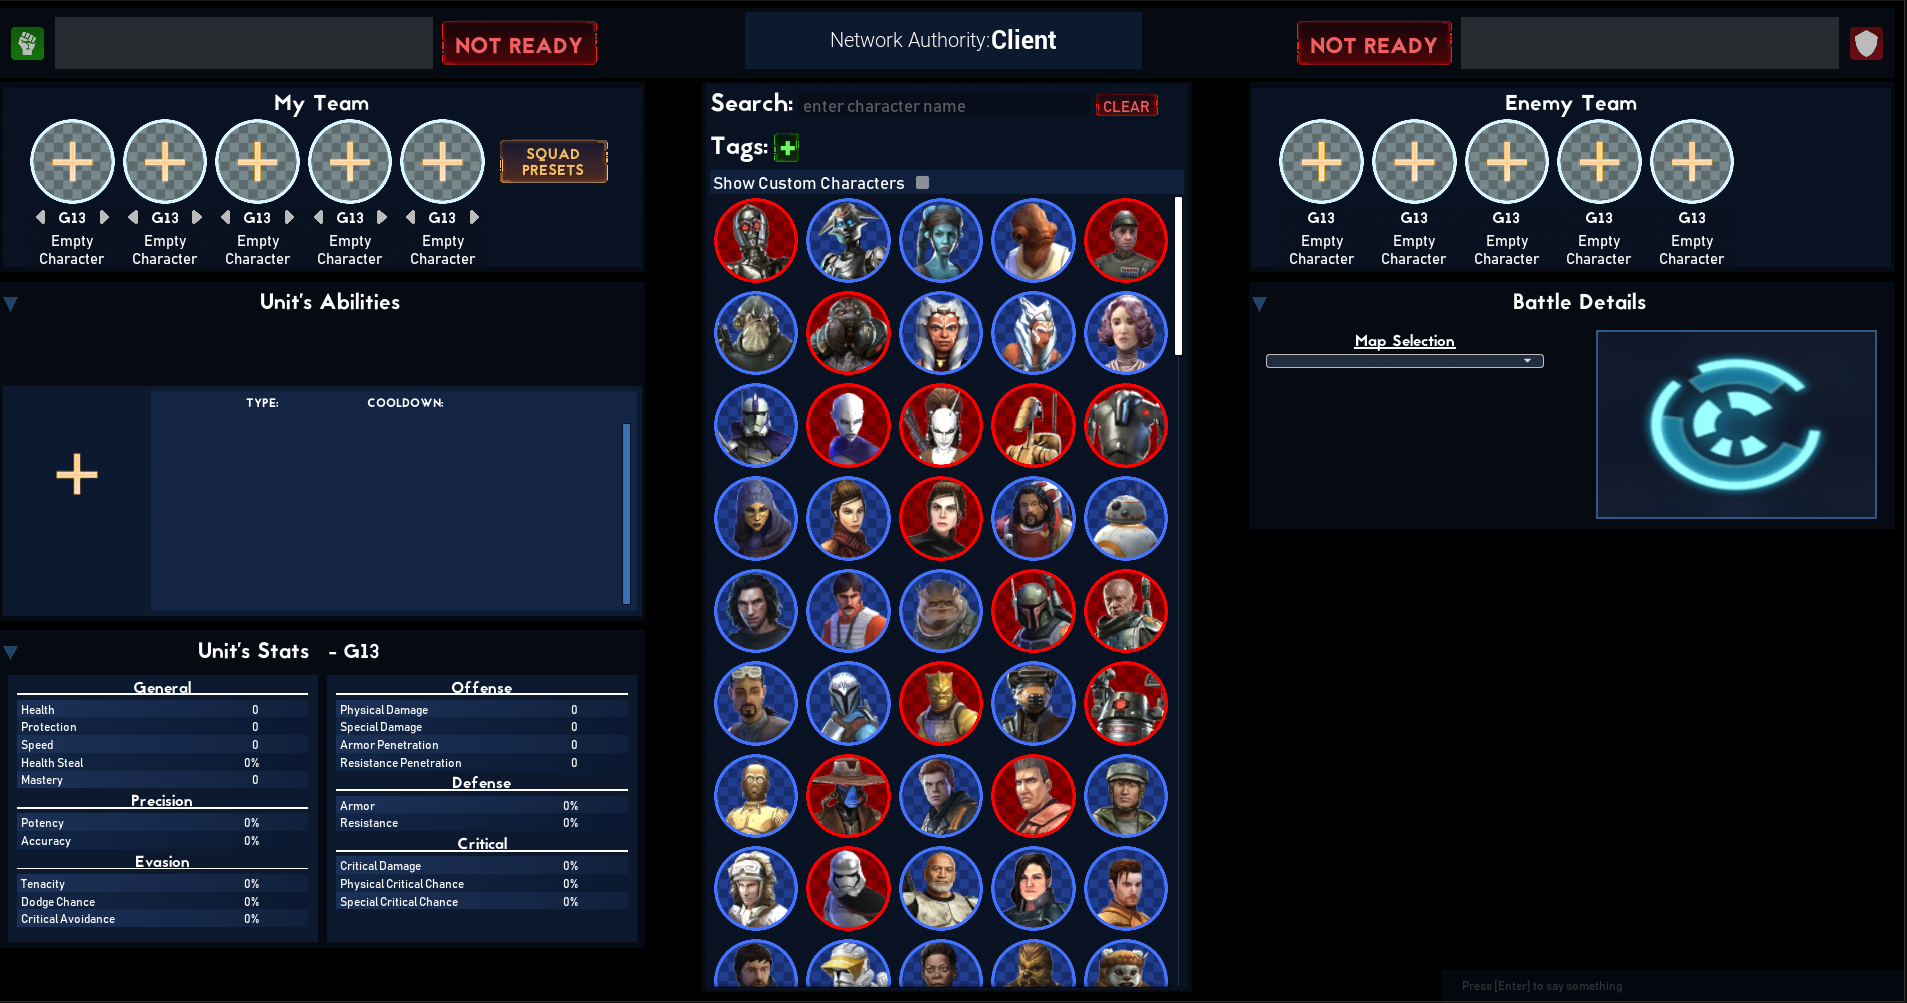 NOT READY
Network Authority:Client
NOT READY
My Team
SQUAD
PRESETS
G13
G13
G13
G13
G13
Empty
Character
Empty
Character
Empty
Character
Empty
Character
Empty
Character
Unit's Abilities
TYPE:
COOLDOWN:
Unit's Stats - G13
General
Health 0
Protection 0
Speed 0
Health Steal 0%
Mastery 0
Precision
Potency 0%
Accuracy 0%
Evasion
Tenacity 0%
Dodge Chance 0%
Critical Avoidance 0%
Offense
Physical Damage 0
Special Damage 0
Armor Penetration 0
Resistance Penetration 0
Defense
Armor 0%
Resistance 0%
Critical
Critical Damage 0%
Physical Critical Chance 0%
Special Critical Chance 0%
Search: enter character name CLEAR
Tags:
Show Custom Characters
Enemy Team
G13
G13
G13
G13
G13
Empty
Character
Empty
Character
Empty
Character
Empty
Character
Empty
Character
Battle Details
Map Selection
Press [Enter] to say something